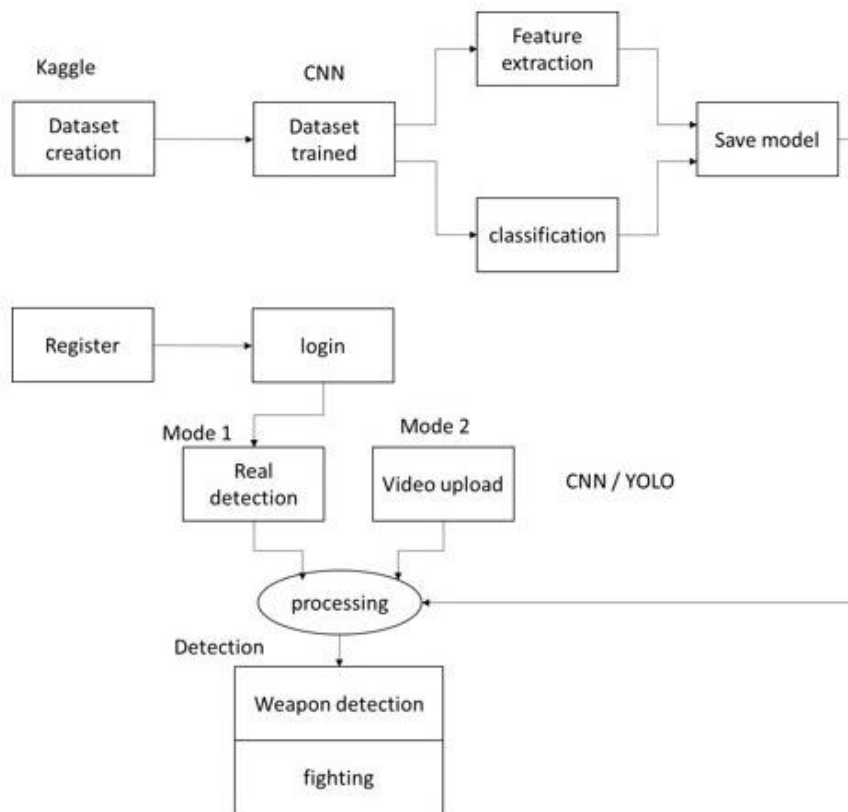 Kaggle
CNN
Feature
extraction
Dataset
creation
Dataset
trained
Save model
classification
Register
login
Mode 1
Mode 2
Real
detection
Video upload
CNN / YOLO
processing
Detection
Weapon detection
fighting